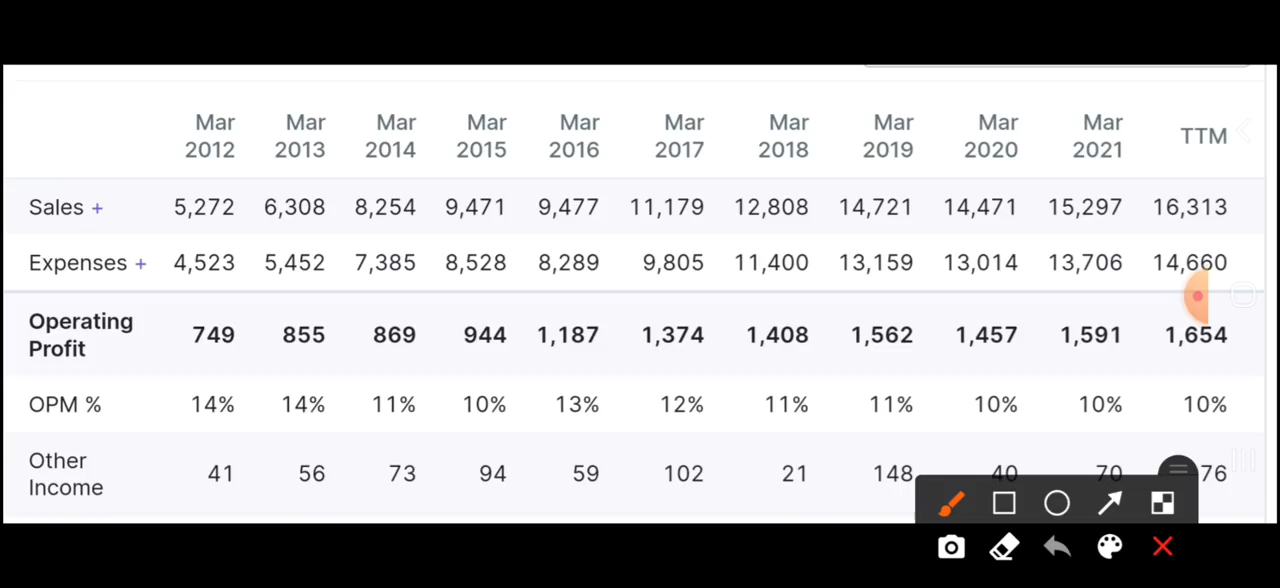 Mar 2012 Mar 2013 Mar 2014 Mar 2015 Mar 2016 Mar 2017 Mar 2018 Mar 2019 Mar 2020 Mar 2021 TTM
Sales + 5,272 6,308 8,254 9,471 9,477 11,179 12,808 14,721 14,471 15,297 16,313
Expenses + 4,523 5,452 7,385 8,528 8,289 9,805 11,400 13,159 13,014 13,706 14,660
Operating Profit 749 855 869 944 1,187 1,374 1,408 1,562 1,457 1,591 1,654
OPM % 14% 14% 11% 10% 13% 12% 11% 11% 10% 10% 10%
Other Income 41 56 73 94 59 102 21 148 40 70 76